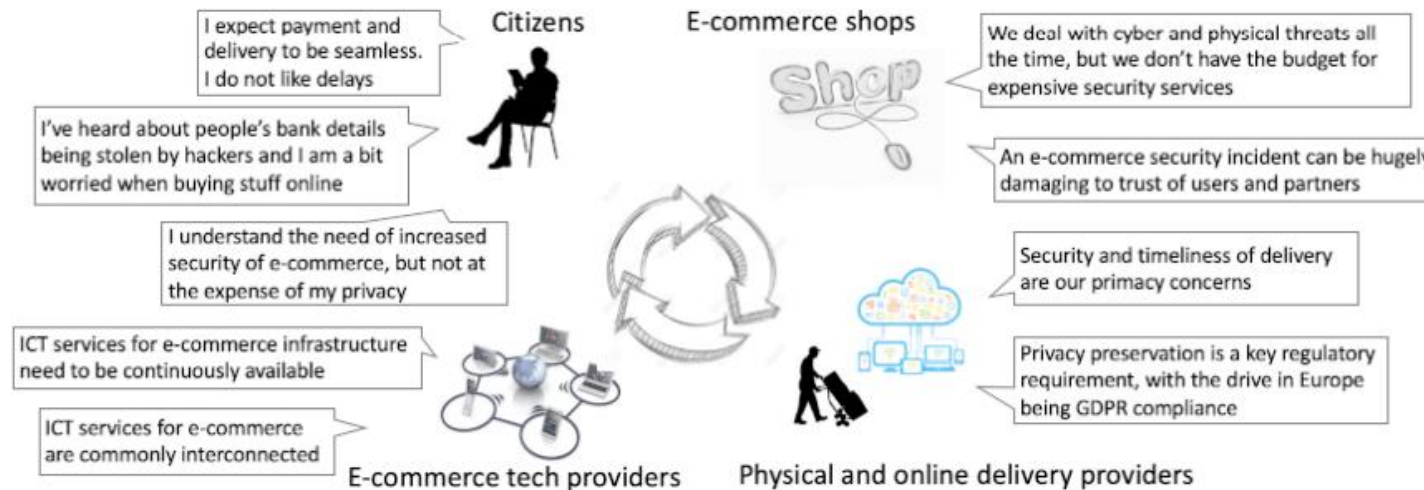 Citizens
I expect payment and
delivery to be seamless.
I do not like delays
I've heard about people's bank details
being stolen by hackers and I am a bit
worried when buying stuff online
I understand the need of increased
security of e-commerce, but not at
the expense of my privacy
E-commerce shops
Shop
We deal with cyber and physical threats all
the time, but we don't have the budget for
expensive security services
An e-commerce security incident can be hugely
damaging to trust of users and partners
ICT services for e-commerce infrastructure
need to be continuously available
ICT services for e-commerce
are commonly interconnected
E-commerce tech providers
Security and timeliness of delivery
are our primacy concerns
Privacy preservation is a key regulatory
requirement, with the drive in Europe
being GDPR compliance
Physical and online delivery providers